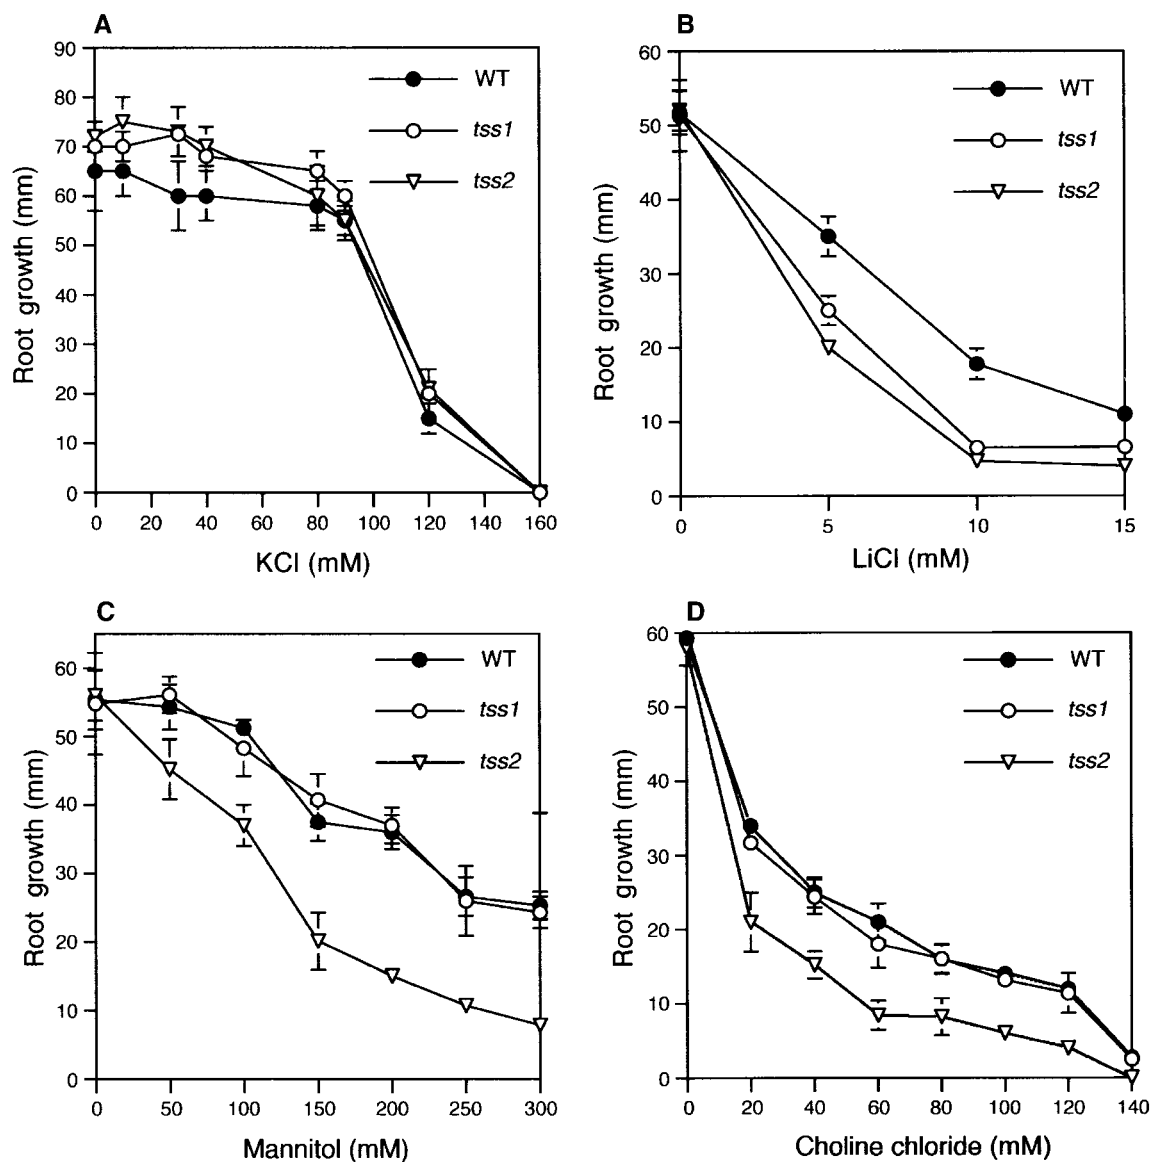 A
90
80
70
60
50
40
30
20
10
0
0 20 40 60 80 100 120 140 160
Root growth (mm)
KCl (mM)
WT
tss1
tss2
B
60
50
40
30
20
10
0
0 5 10 15
Root growth (mm)
LiCl (mM)
WT
tss1
tss2
C
60
50
40
30
20
10
0
0 50 100 150 200 250 300
Root growth (mm)
Mannitol (mM)
WT
tss1
tss2
D
60
50
40
30
20
10
0
0 20 40 60 80 100 120 140
Root growth (mm)
Choline chloride (mM)
WT
tss1
tss2